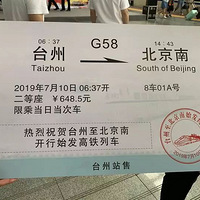 06:37 14:43
台州 G58 北京南
Taizhou South of Beijing
2019年7月10日 06:37开 8车01A号
二等座 ￥648.5元
限乘当日当次车
热烈祝贺台州至北京南
开行始发高铁列车
台州站售